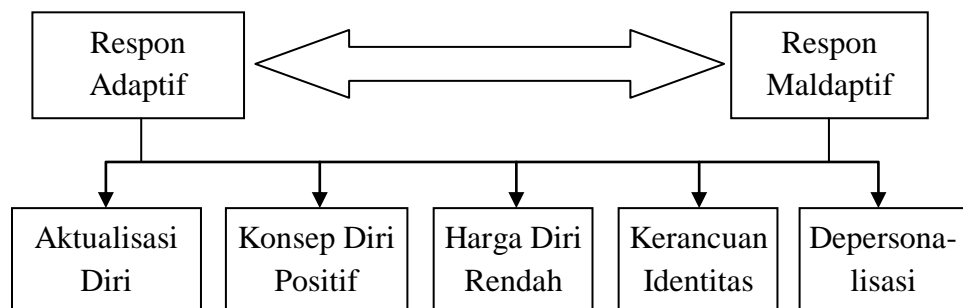 Respon
Adaptif
Respon
Maldaptif
Aktualisasi
Diri
Konsep Diri
Positif
Harga Diri
Rendah
Kerancuan
Identitas
Depersona-
lisasi